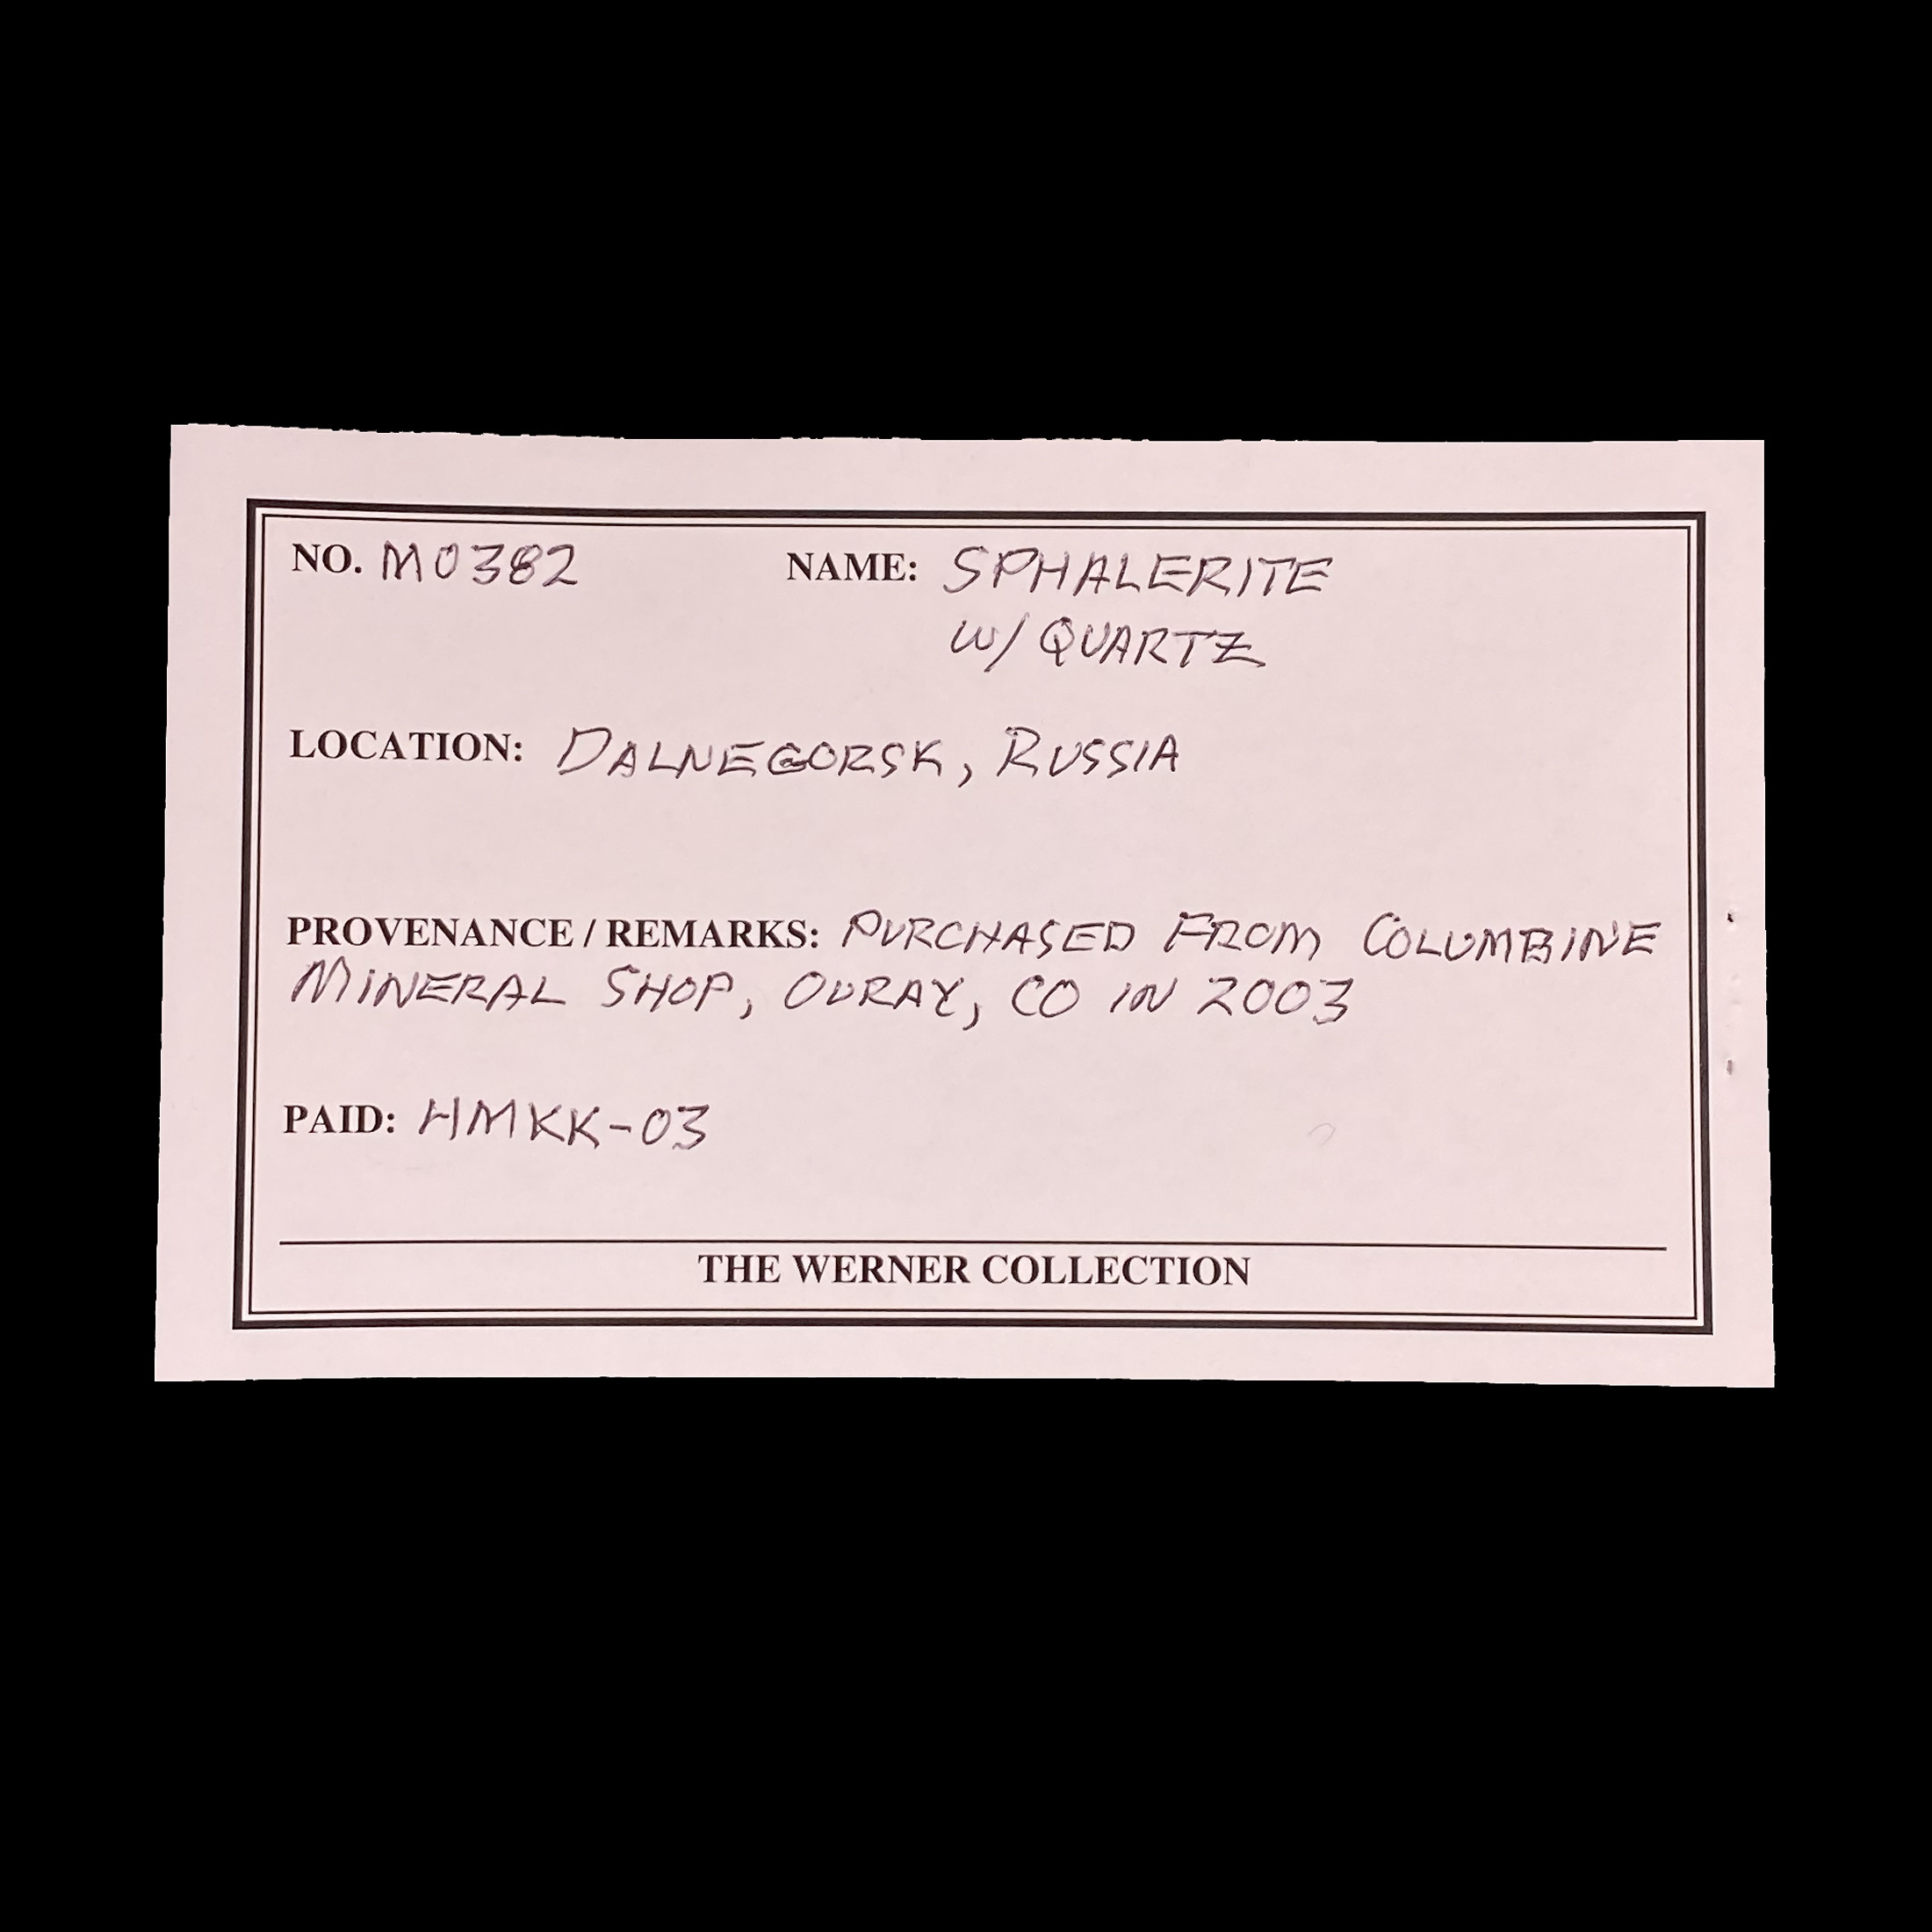 NO. M0382 NAME: SPHALERITE
W/ QUARTZ
LOCATION: DALNEGORSK, RUSSIA
PROVENANCE / REMARKS: PURCHASED FROM COLUMBINE
MINERAL SHOP, OURAY, CO IN 2003
PAID: HMKK-03
THE WERNER COLLECTION